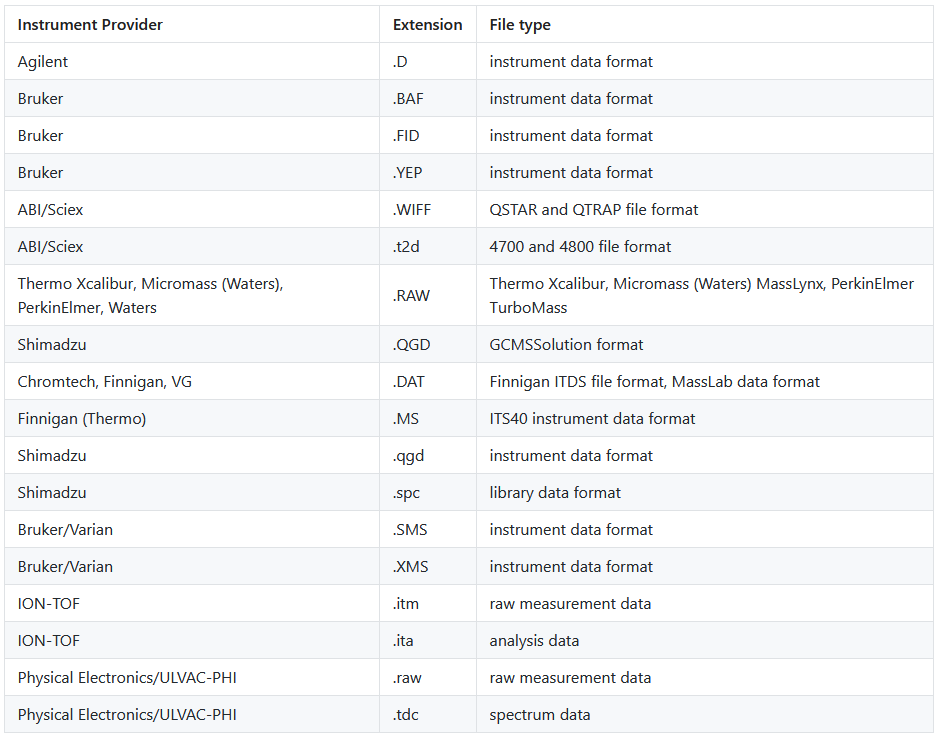 Instrument Provider Extension File type
Agilent .D instrument data format
Bruker .BAF instrument data format
Bruker .FID instrument data format
Bruker .YEP instrument data format
ABI/Sciex .WIFF QSTAR and QTRAP file format
ABI/Sciex .t2d 4700 and 4800 file format
Thermo Xcalibur, Micromass (Waters),
PerkinElmer, Waters
.RAW
Thermo Xcalibur, Micromass (Waters) MassLynx, PerkinElmer
TurboMass
Shimadzu .QGD GCMSSolution format
Chromtech, Finnigan, VG .DAT Finnigan ITDS file format, MassLab data format
Finnigan (Thermo) .MS ITS40 instrument data format
Shimadzu .qgd instrument data format
Shimadzu .spc library data format
Bruker/Varian .SMS instrument data format
Bruker/Varian .XMS instrument data format
ION-TOF .itm raw measurement data
ION-TOF .ita analysis data
Physical Electronics/ULVAC-PHI .raw raw measurement data
Physical Electronics/ULVAC-PHI .tdc spectrum data